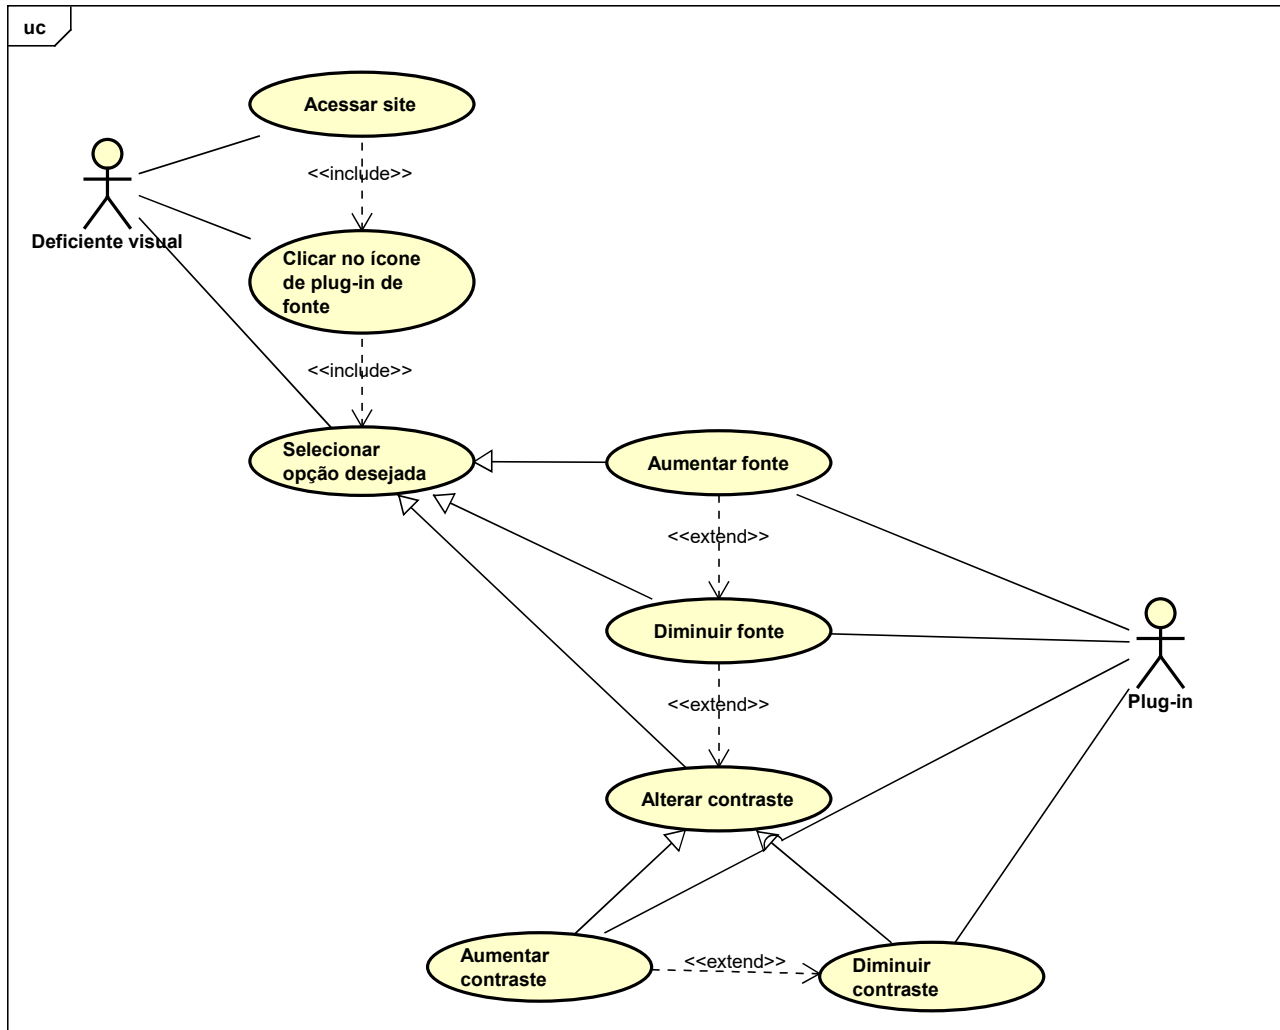 uc
Acessar site
<<include>>
Deficiente visual
Clicar no ícone
de plug-in de
fonte
<<include>>
Selecionar
opção desejada
Aumentar fonte
<<extend>>
Diminuir fonte
<<extend>>
Plug-in
Alterar contraste
Aumentar
contraste
<<extend>>
Diminuir
contraste